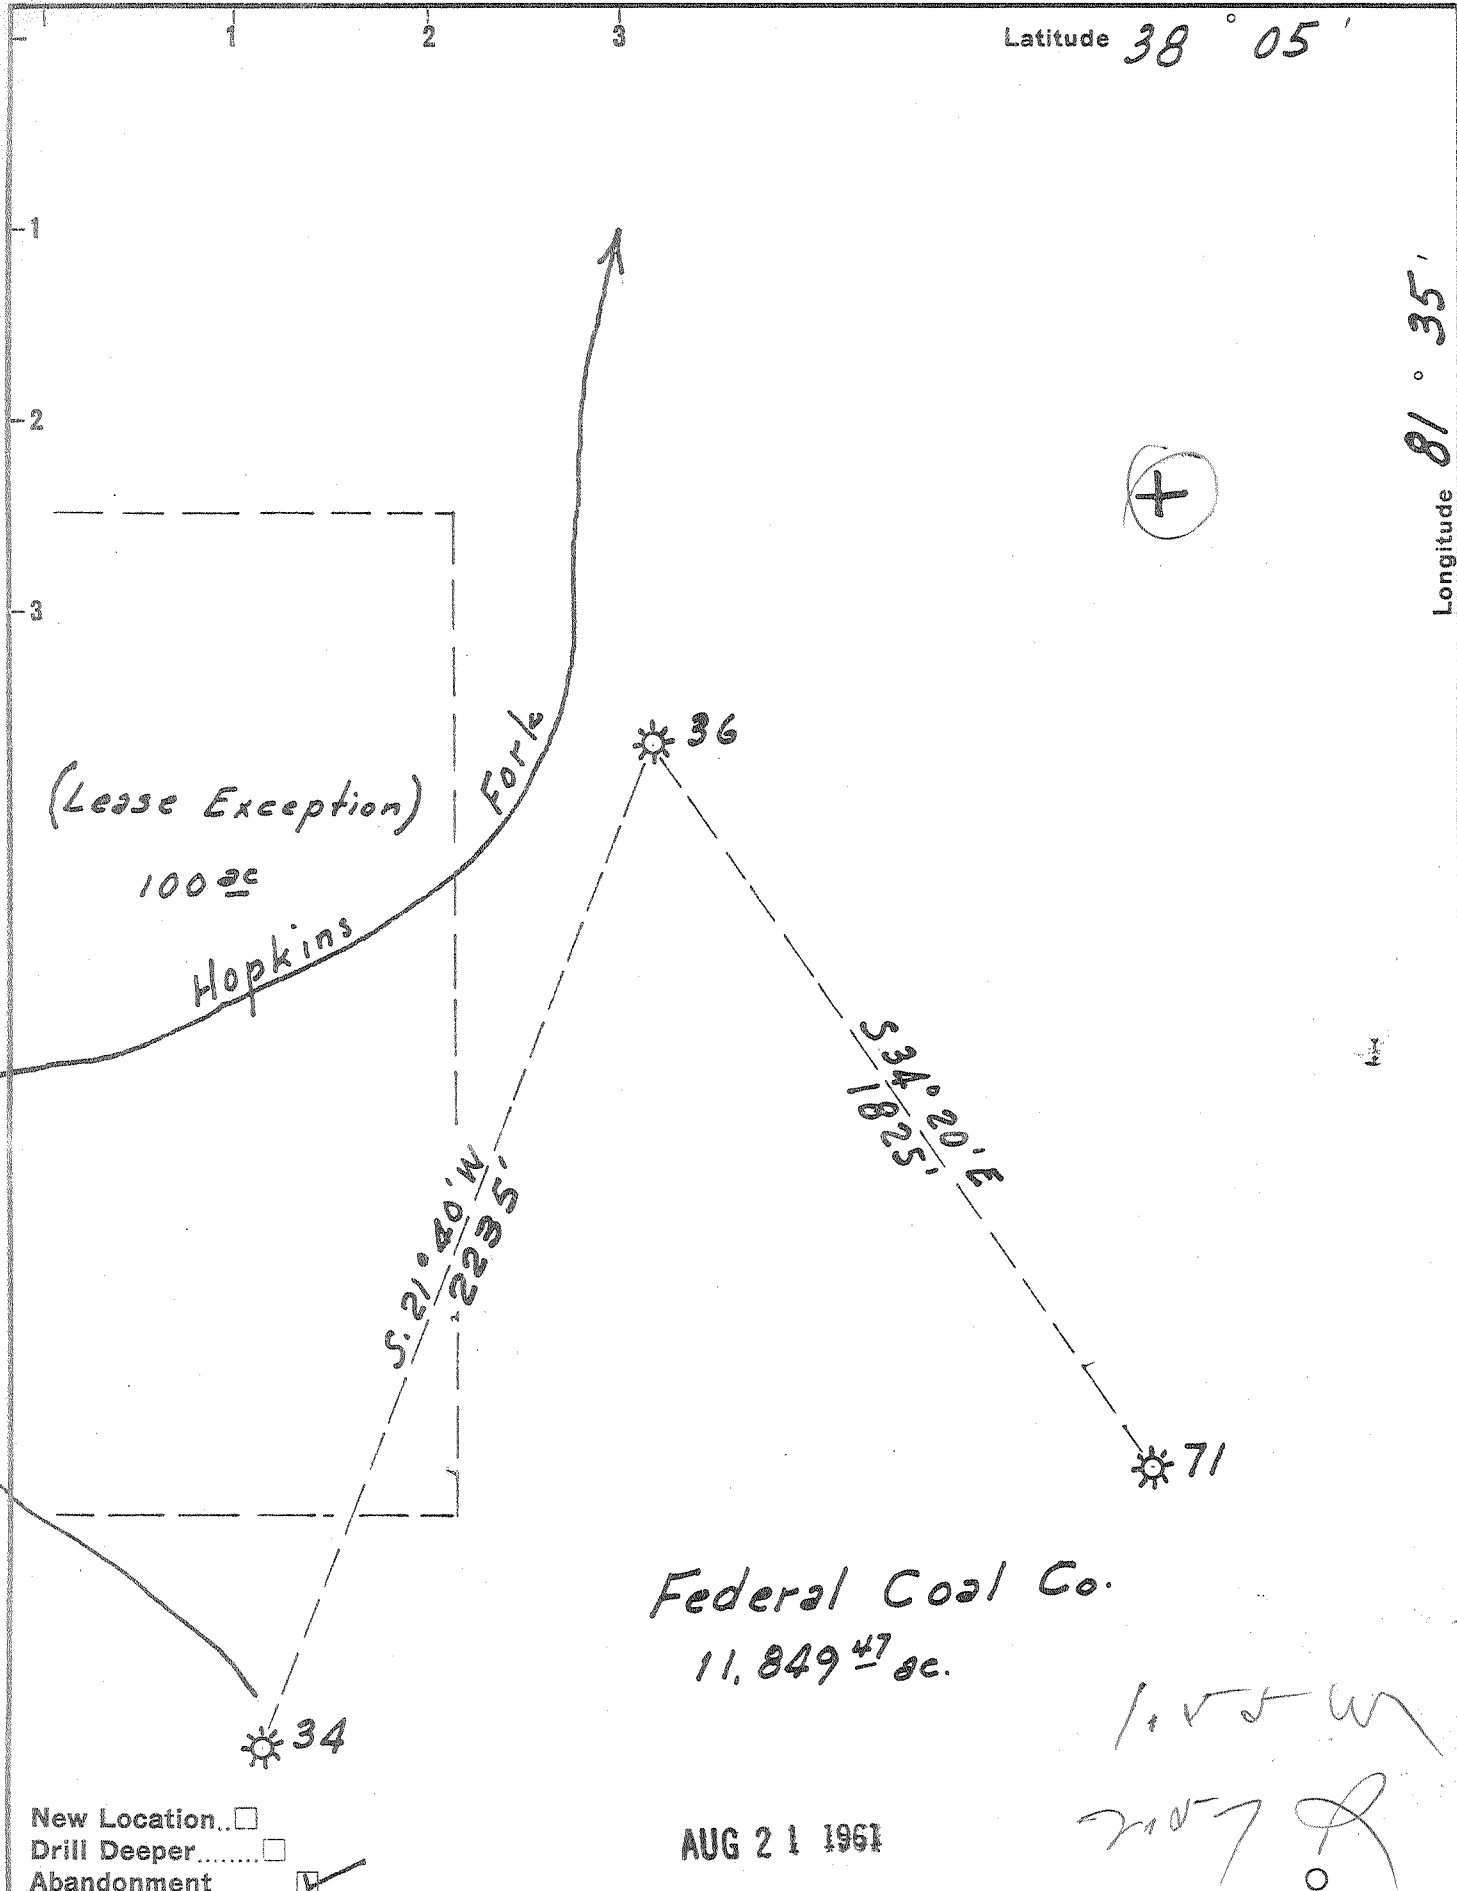 1 2 3
Latitude 38° 05'
1
2
3
Longitude 81° 35'
36
(Lease Exception)
100 ac
Hopkins Fork
S. 21° 40' W
2235'
S 34° 20' E
1825'
71
Federal Coal Co.
11,849 47 ac.
34
1.55 W
New Location..
Drill Deeper........
Abandonment
AUG 21 1961